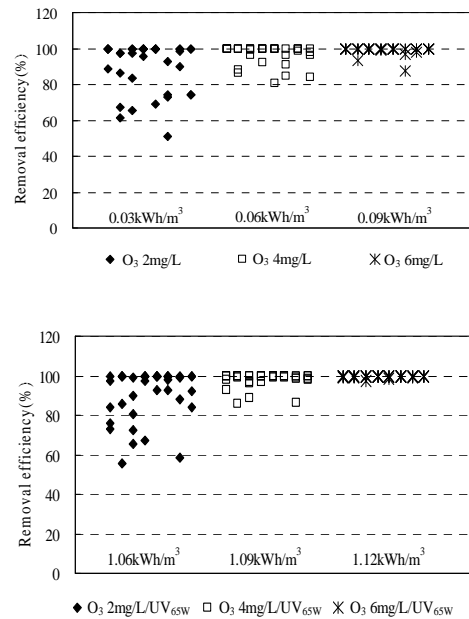 120
100
80
60
40
20
0
Removal efficiency(%)
0.03kWh/m³ 0.06kWh/m³ 0.09kWh/m³
O₃ 2mg/L O₃ 4mg/L O₃ 6mg/L
120
100
80
60
40
20
0
Removal efficiency(%)
1.06kWh/m³ 1.09kWh/m³ 1.12kWh/m³
O₃ 2mg/L/UV₆₅W O₃ 4mg/L/UV₆₅W O₃ 6mg/L/UV₆₅W